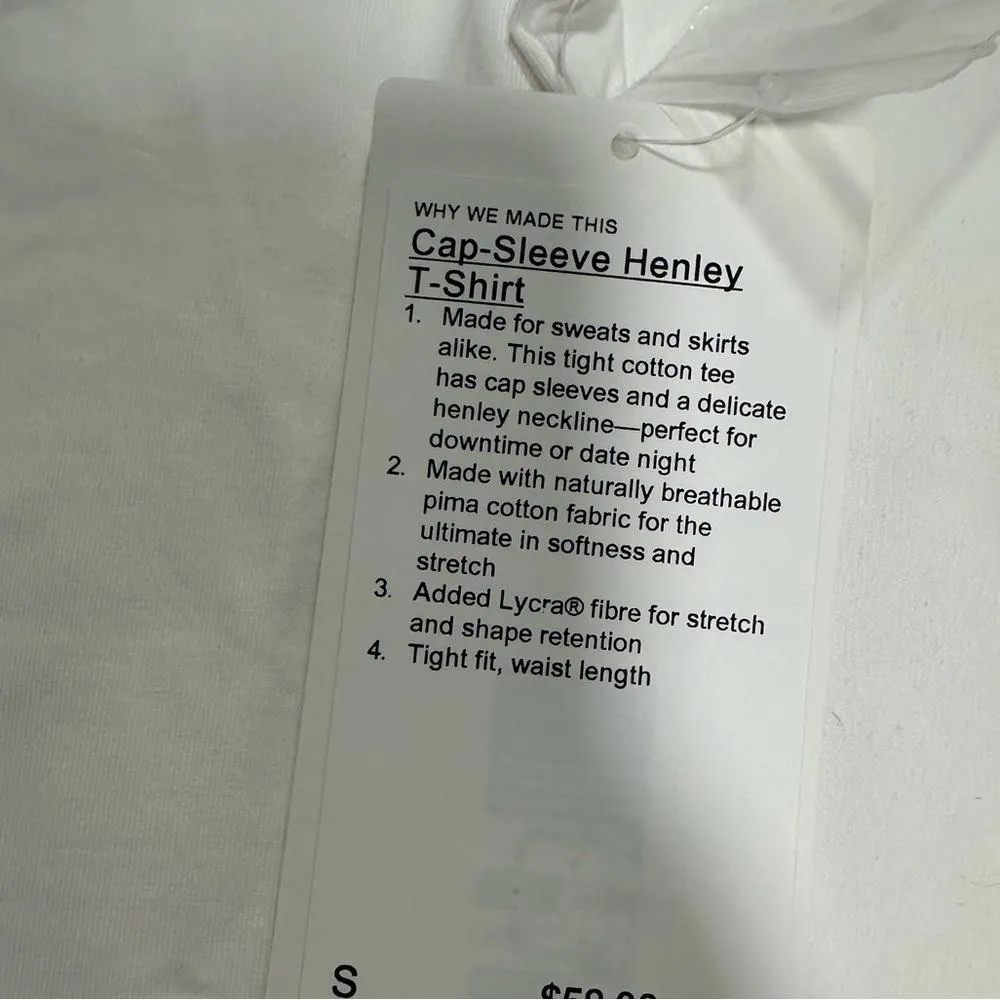 WHY WE MADE THIS
Cap-Sleeve Henley
T-Shirt
1. Made for sweats and skirts
alike. This tight cotton tee
has cap sleeves and a delicate
henley neckline—perfect for
downtime or date night
2. Made with naturally breathable
pima cotton fabric for the
ultimate in softness and
stretch
3. Added Lycra® fibre for stretch
and shape retention
4. Tight fit, waist length
S